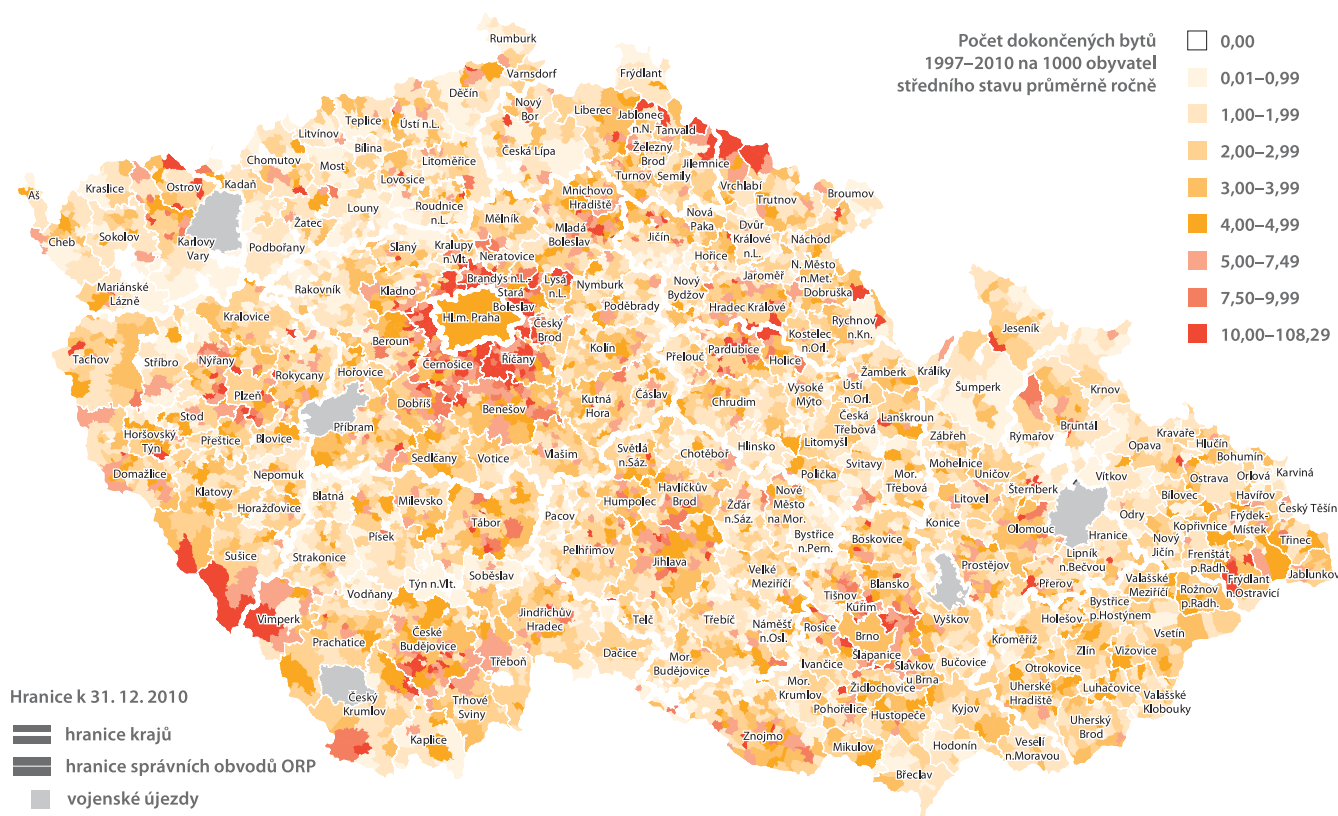 Počet dokončených bytů
1997–2010 na 1000 obyvatel
středního stavu průměrně ročně
0,00
0,01–0,99
1,00–1,99
2,00–2,99
3,00–3,99
4,00–4,99
5,00–7,49
7,50–9,99
10,00–108,29
Rumburk
Varnsdorf
Frýdlant
Děčín
Nový
Bor
Liberec
Jablonec
n.N.
Tanvald
Teplice
Ústí n.L.
Litvínov
Bílina
Česká Lípa
Železný
Brod
Jilemnice
Chomutov
Most
Litoměřice
Turnov
Semily
Vrchlabí
Aš
Kraslice
Ostrov
Kadaň
Lovosice
Mnichovo
Hradiště
Trutnov
Broumov
Žatec
Louny
Roudnice
n.L.
Mělník
Nová
Paka
Cheb
Sokolov
Karlovy
Vary
Podbořany
Mladá
Boleslav
Jičín
Dvůr
Králové
n.L.
Náchod
Slaný
Kralupy
n.Vlt.
Neratovice
Hořice
Mariánské
Lázně
Rakovník
Kladno
Brandýs n.L.-
Stará
Boleslav
Lysá
n.L.
Nymburk
Nový
Bydžov
Jaroměř
N. Město
n.Met.
Dobruška
Kralovice
Hl.m. Praha
Poděbrady
Hradec Králové
Rychnov
n.Kn.
Tachov
Stříbro
Nýřany
Beroun
Český
Brod
Kolín
Přelouč
Pardubice
Holice
Kostelec
n.Orl.
Jeseník
Rokycany
Hořovice
Černošice
Říčany
Žamberk
Králíky
Šumperk
Plzeň
Dobříš
Benešov
Kutná
Hora
Čáslav
Chrudim
Vysoké
Mýto
Ústí
n.Orl.
Lanškroun
Krnov
Stod
Příbram
Česká
Třebová
Zábřeh
Rýmařov
Bruntál
Horšovský
Týn
Přeštice
Blovice
Sedlčany
Votice
Vlašim
Světlá
n.Sáz.
Chotěboř
Hlinsko
Litomyšl
Opava
Kravaře
Hlučín
Bohumín
Domažlice
Nepomuk
Polička
Svitavy
Mor.
Třebová
Mohelnice
Uničov
Vítkov
Ostrava
Orlová
Karviná
Klatovy
Horažďovice
Blatná
Milevsko
Humpolec
Havlíčkův
Brod
Žďár
n.Sáz.
Nové
Město
na Mor.
Litovel
Šternberk
Bílovec
Havířov
Český Těšín
Písek
Tábor
Pacov
Bystřice
n.Pern.
Boskovice
Konice
Olomouc
Hranice
Odry
Nový
Jičín
Kopřivnice
Frýdek-
Místek
Třinec
Sušice
Strakonice
Pelhřimov
Jihlava
Prostějov
Lipník
n.Bečvou
Frenštát
p.Radh.
Frýdlant
n.Ostravicí
Jablunkov
Týn n.Vlt.
Soběslav
Velké
Meziříčí
Blansko
Přerov
Valašské
Meziříčí
Rožnov
p.Radh.
Vodňany
Tišnov
Kuřim
Vimperk
Prachatice
České
Budějovice
Jindřichův
Hradec
Telč
Třebíč
Náměšť
n.Osl.
Rosice
Brno
Vyškov
Holešov
Bystřice
p.Hostýnem
Vsetín
Třeboň
Dačice
Mor.
Budějovice
Ivančice
Šlapanice
Slavkov
u Brna
Bučovice
Kroměříž
Zlín
Vizovice
Otrokovice
Český
Krumlov
Trhové
Sviny
Mor.
Krumlov
Židlochovice
Uherské
Hradiště
Luhačovice
Valašské
Klobouky
Pohořelice
Hustopeče
Kyjov
Uherský
Brod
Kaplice
Znojmo
Mikulov
Hodonín
Veselí
n.Moravou
Břeclav
Hranice k 31. 12. 2010
hranice krajů
hranice správních obvodů ORP
vojenské újezdy